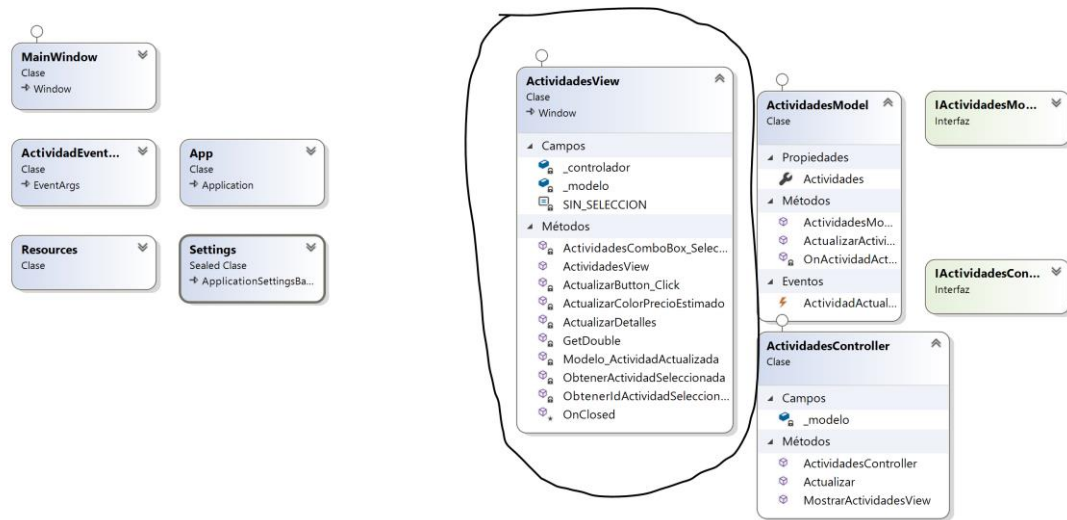 MainWindow
Clase
Window
ActividadEvent...
Clase
EventArgs
App
Clase
Application
Resources
Clase
Settings
Sealed Clase
ApplicationSettingsBa...
ActividadesView
Clase
Window
Campos
_controlador
_modelo
SIN_SELECCION
Métodos
ActividadesComboBox_Selec...
ActividadesView
ActualizarButton_Click
ActualizarColorPrecioEstimado
ActualizarDetalles
GetDouble
Modelo_ActividadActualizada
ObtenerActividadSeleccionada
ObtenerIdActividadSeleccion...
OnClosed
ActividadesModel
Clase
Propiedades
Actividades
Métodos
ActividadesMo...
ActualizarActivi...
OnActividadAct...
Eventos
ActividadActual...
IActividadesMo...
Interfaz
IActividadesCon...
Interfaz
ActividadesController
Clase
Campos
_modelo
Métodos
ActividadesController
Actualizar
MostrarActividadesView